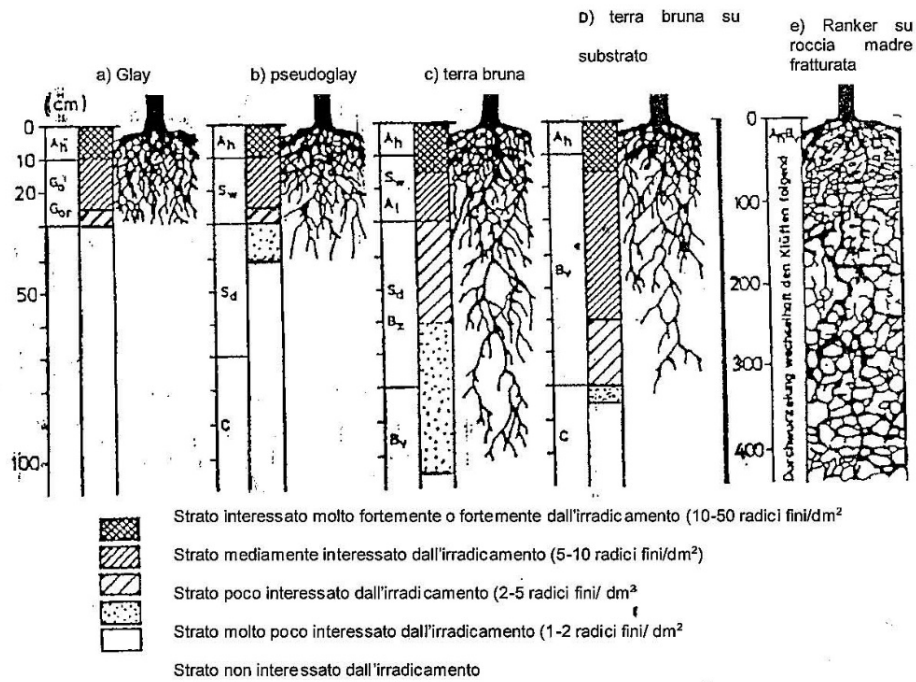 D) terra bruna su
substrato
e) Ranker su
roccia madre
fratturata
a) Glay
b) pseudoglay
c) terra bruna
(cm)
0
10
20
50
100
Ah
Go
Gor
Ah
Sw
Sd
C
Ah
Sw
Al
Sd
Bv
Ah
Bv
C
0
100
200
300
400
AhB
Durchwurzelung wechselhaft den Klüften folgend
Strato interessato molto fortemente o fortemente dall'irradicamento (10-50 radici fini/dm²
Strato mediamente interessato dall'irradicamento (5-10 radici fini/dm²)
Strato poco interessato dall'irradicamento (2-5 radici fini/ dm²
Strato molto poco interessato dall'irradicamento (1-2 radici fini/ dm²
Strato non interessato dall'irradicamento